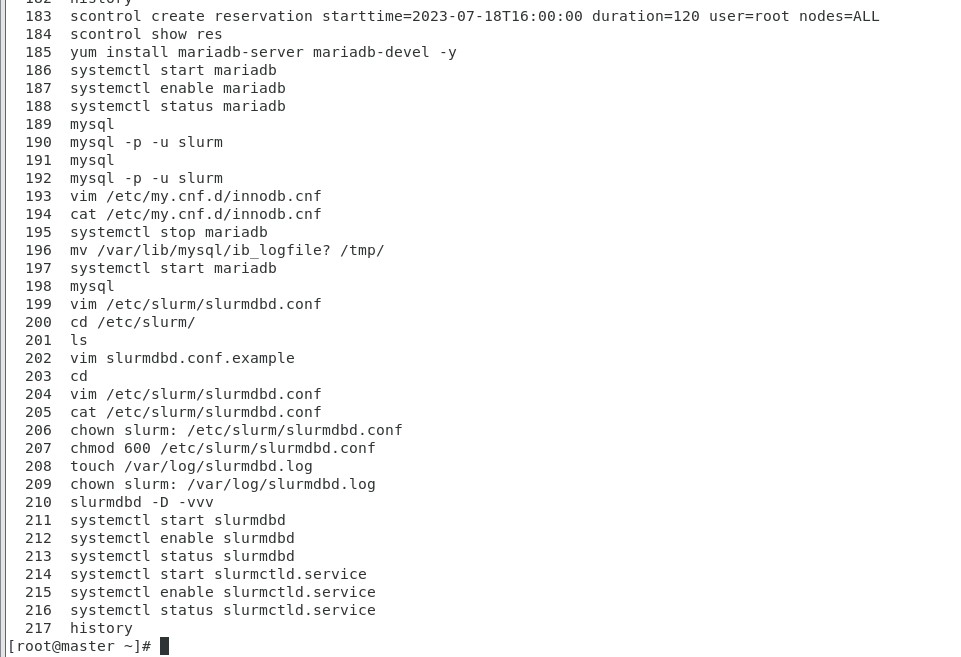 182 history
183 scontrol create reservation starttime=2023-07-18T16:00:00 duration=120 user=root nodes=ALL
184 scontrol show res
185 yum install mariadb-server mariadb-devel -y
186 systemctl start mariadb
187 systemctl enable mariadb
188 systemctl status mariadb
189 mysql
190 mysql -p -u slurm
191 mysql
192 mysql -p -u slurm
193 vim /etc/my.cnf.d/innodb.cnf
194 cat /etc/my.cnf.d/innodb.cnf
195 systemctl stop mariadb
196 mv /var/lib/mysql/ib_logfile? /tmp/
197 systemctl start mariadb
198 mysql
199 vim /etc/slurm/slurmdbd.conf
200 cd /etc/slurm/
201 ls
202 vim slurmdbd.conf.example
203 cd
204 vim /etc/slurm/slurmdbd.conf
205 cat /etc/slurm/slurmdbd.conf
206 chown slurm: /etc/slurm/slurmdbd.conf
207 chmod 600 /etc/slurm/slurmdbd.conf
208 touch /var/log/slurmdbd.log
209 chown slurm: /var/log/slurmdbd.log
210 slurmdbd -D -vvv
211 systemctl start slurmdbd
212 systemctl enable slurmdbd
213 systemctl status slurmdbd
214 systemctl start slurmctld.service
215 systemctl enable slurmctld.service
216 systemctl status slurmctld.service
217 history
[root@master ~]#